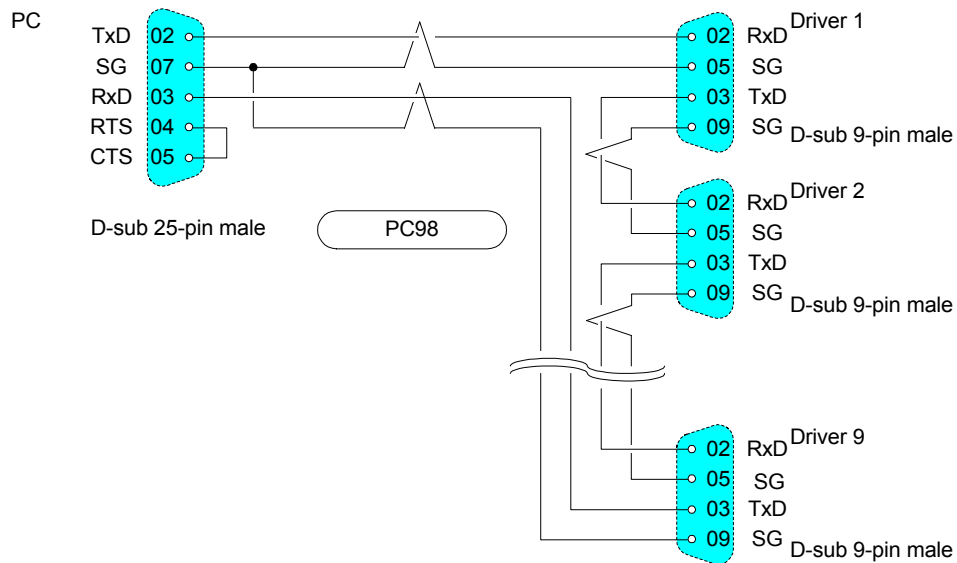 PC
TxD 02
SG 07
RxD 03
RTS 04
CTS 05
D-sub 25-pin male
PC98
Driver 1
02 RxD
05 SG
03 TxD
09 SG
D-sub 9-pin male
Driver 2
02 RxD
05 SG
03 TxD
09 SG
D-sub 9-pin male
Driver 9
02 RxD
05 SG
03 TxD
09 SG
D-sub 9-pin male